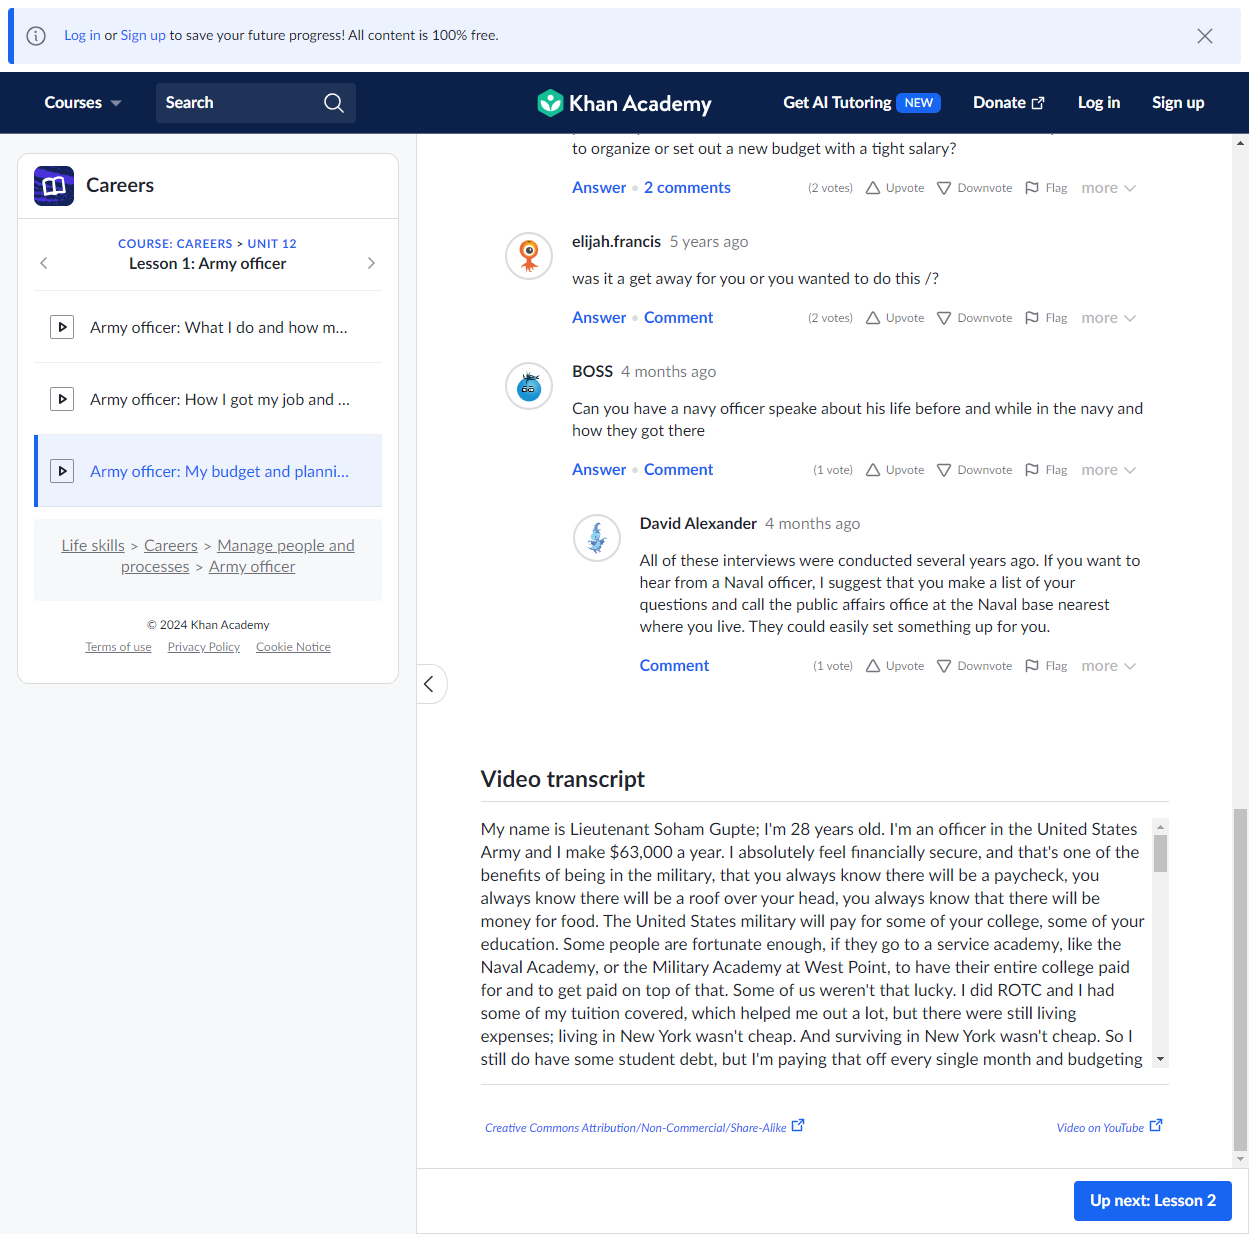 Log in or Sign up to save your future progress! All content is 100% free.
Courses
Search
Khan Academy
Get AI Tutoring NEW
Donate
Log in
Sign up
Careers
COURSE: CAREERS > UNIT 12
Lesson 1: Army officer
Army officer: What I do and how m...
Army officer: How I got my job and ...
Army officer: My budget and planni...
Life skills > Careers > Manage people and
processes > Army officer
© 2024 Khan Academy
Terms of use Privacy Policy Cookie Notice
to organize or set out a new budget with a tight salary?
Answer • 2 comments (2 votes) Upvote Downvote Flag more
elijah.francis 5 years ago
was it a get away for you or you wanted to do this /?
Answer • Comment (2 votes) Upvote Downvote Flag more
BOSS 4 months ago
Can you have a navy officer speak about his life before and while in the navy and
how they got there
Answer • Comment (1 vote) Upvote Downvote Flag more
David Alexander 4 months ago
All of these interviews were conducted several years ago. If you want to
hear from a Naval officer, I suggest that you make a list of your
questions and call the public affairs office at the Naval base nearest
where you live. They could easily set something up for you.
Comment (1 vote) Upvote Downvote Flag more
Video transcript
My name is Lieutenant Soham Gupte; I'm 28 years old. I'm an officer in the United States
Army and I make $63,000 a year. I absolutely feel financially secure, and that's one of the
benefits of being in the military, that you always know there will be a paycheck, you
always know there will be a roof over your head, you always know that there will be
money for food. The United States military will pay for some of your college, some of your
education. Some people are fortunate enough, if they go to a service academy, like the
Naval Academy, or the Military Academy at West Point, to have their entire college paid
for and to get paid on top of that. Some of us weren't that lucky. I did ROTC and I had
some of my tuition covered, which helped me out a lot, but there were still living
expenses; living in New York wasn't cheap. And surviving in New York wasn't cheap. So I
still do have some student debt, but I'm paying that off every single month and budgeting
Creative Commons Attribution/Non-Commercial/Share-Alike
Video on YouTube
Up next: Lesson 2